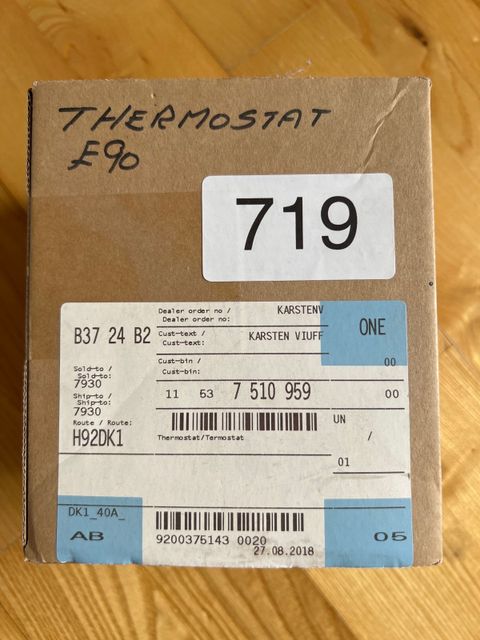 THERMOSTAT
E90
719
Dealer order no /
Dealer order no:
KARSTENV
ONE
B37 24 B2
Cust-text /
Cust-text:
KARSTEN VIUFF
Cust-bin /
Cust-bin:
00
Sold-to /
Sold-to:
7930
11 63 7 510 959
00
Ship-to /
Ship-to:
7930
Route / Route:
H92DK1
UN
/
Thermostat/Termostat
01
DK1_40A_
AB
9200375143 0020
27.08.2018
05